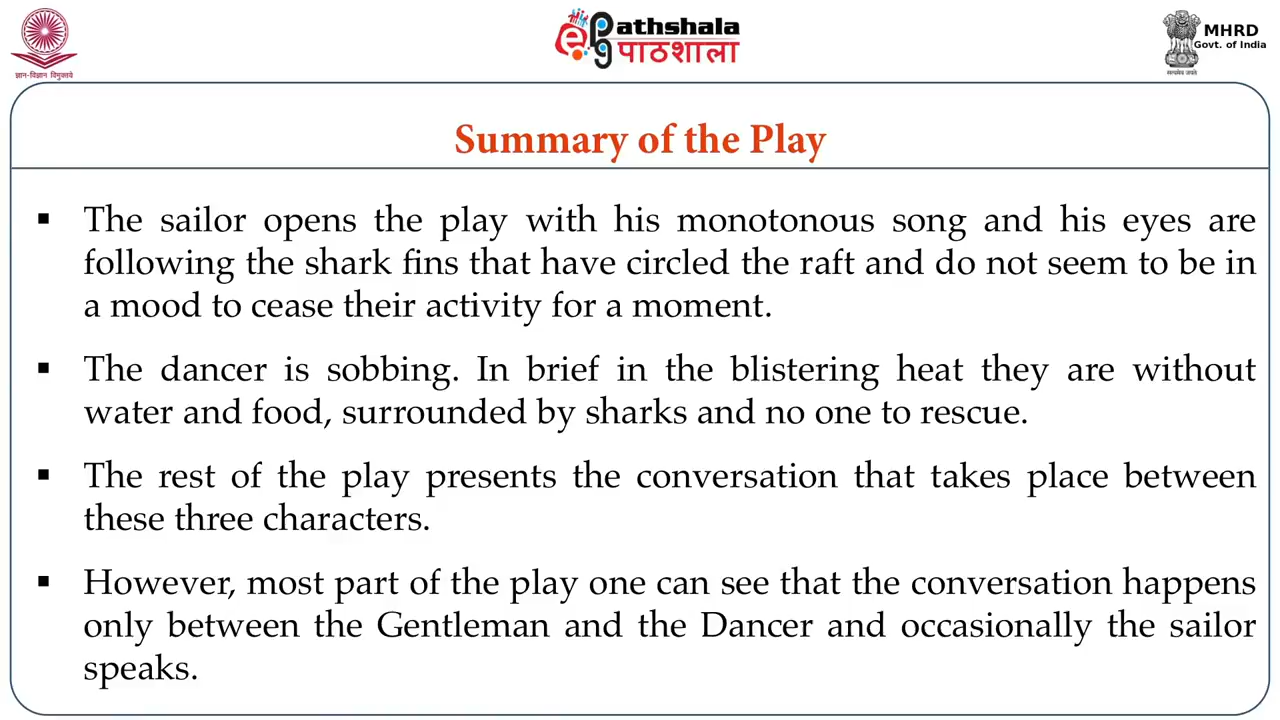 ज्ञान-विज्ञान विमुक्तये
ePathshala
पाठशाला
MHRD
Govt. of India
सत्यमेव जयते
Summary of the Play
▪ The sailor opens the play with his monotonous song and his eyes are
following the shark fins that have circled the raft and do not seem to be in
a mood to cease their activity for a moment.
▪ The dancer is sobbing. In brief in the blistering heat they are without
water and food, surrounded by sharks and no one to rescue.
▪ The rest of the play presents the conversation that takes place between
these three characters.
▪ However, most part of the play one can see that the conversation happens
only between the Gentleman and the Dancer and occasionally the sailor
speaks.